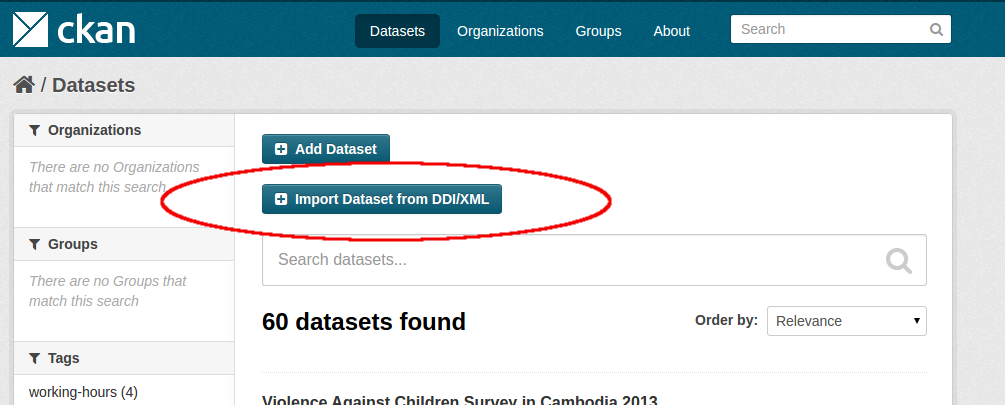 ckan
Datasets
Organizations
Groups
About
Search
/ Datasets
Organizations
There are no Organizations
that match this search
Groups
There are no Groups that
match this search
Tags
working-hours (4)
Add Dataset
Import Dataset from DDI/XML
Search datasets...
60 datasets found
Order by:
Relevance
Violence Against Children Survey in Cambodia 2013